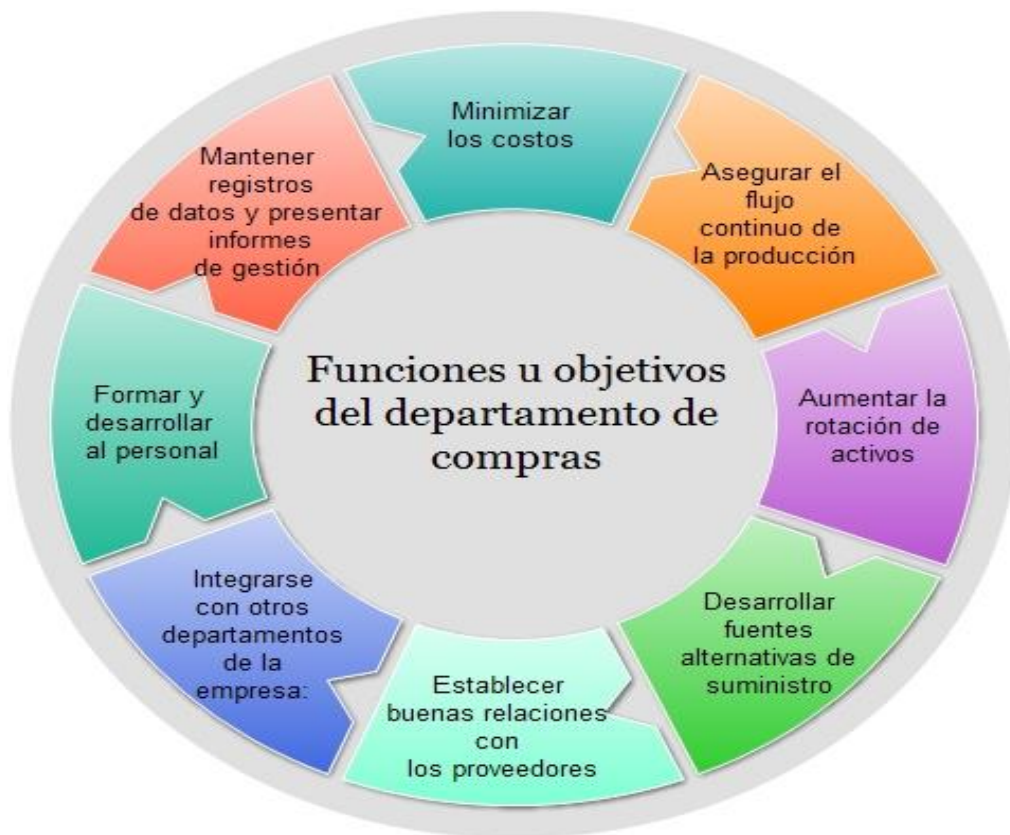 Funciones u objetivos
del departamento de
compras
Minimizar
los costos
Asegurar el
flujo
continuo de
la producción
Aumentar la
rotación de
activos
Desarrollar
fuentes
alternativas de
suministro
Establecer
buenas relaciones
con
los proveedores
Integrarse
con otros
departamentos
de la
empresa:
Formar y
desarrollar
al personal
Mantener
registros
de datos y presentar
informes
de gestión